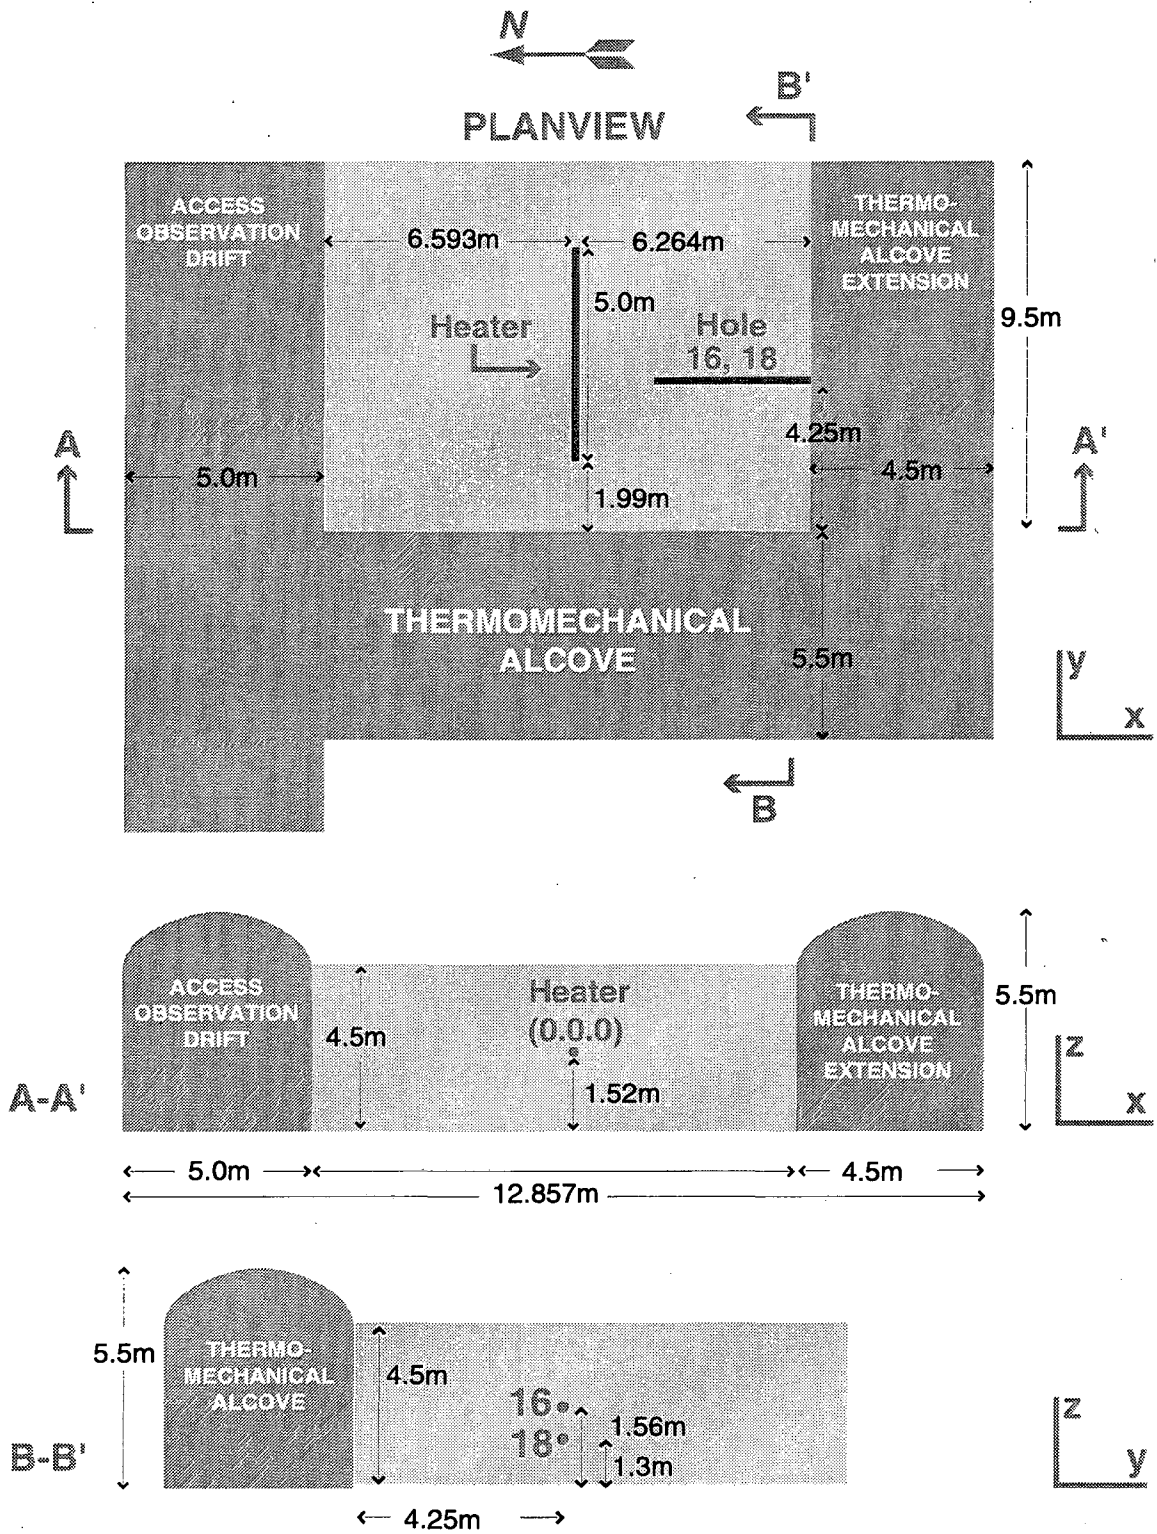 N
B'
PLANVIEW
ACCESS
OBSERVATION
DRIFT
THERMO-
MECHANICAL
ALCOVE
EXTENSION
6.593m
6.264m
5.0m
Heater
Hole
16, 18
9.5m
4.25m
A
A'
5.0m
4.5m
1.99m
THERMOMECHANICAL
ALCOVE
5.5m
y
x
B
ACCESS
OBSERVATION
DRIFT
Heater
(0.0.0)
THERMO-
MECHANICAL
ALCOVE
EXTENSION
5.5m
4.5m
z
1.52m
A-A'
x
5.0m
4.5m
12.857m
5.5m
THERMO-
MECHANICAL
ALCOVE
4.5m
16
1.56m
18
1.3m
z
B-B'
y
4.25m